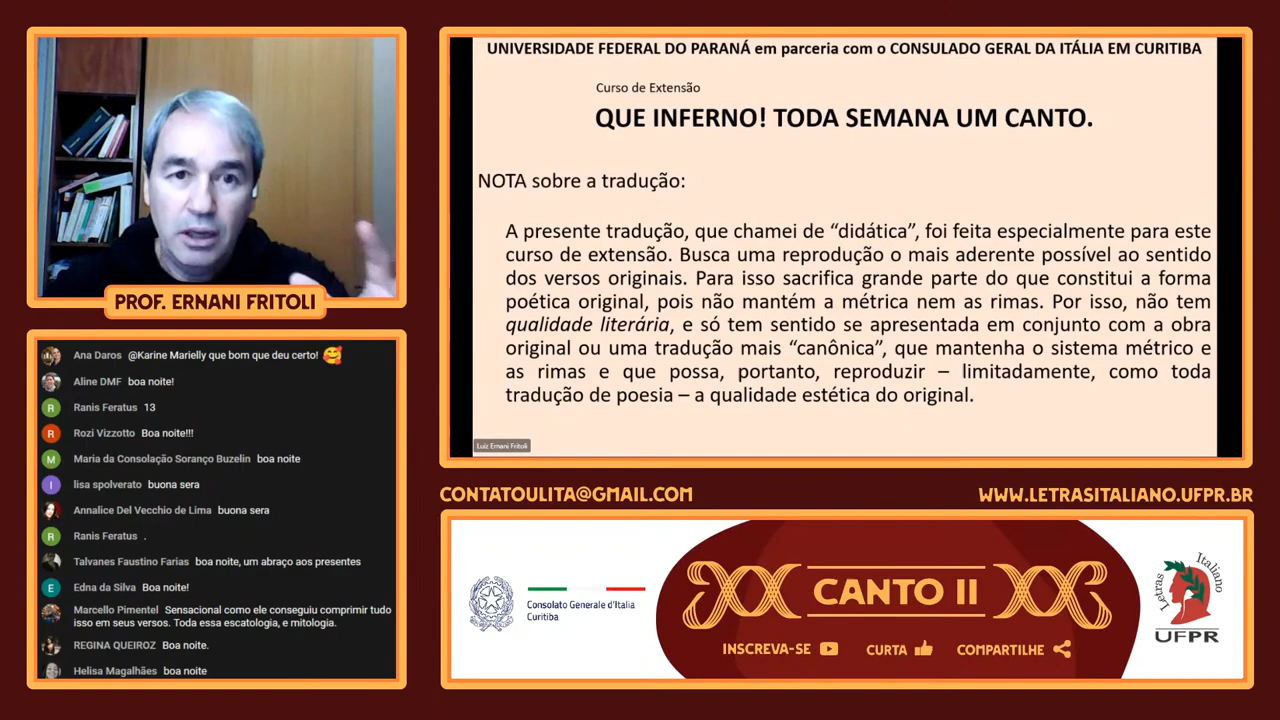 PROF. ERNANI FRITOLI
Ana Daros @Karine Marielly que bom que deu certo!
Aline DMF boa noite!
R Ranis Feratus 13
R Rozi Vizzotto Boa noite!!!
M Maria da Consolação Soranço Buzelin boa noite
I lisa spolverato buona sera
Annalice Del Vecchio de Lima buona sera
R Ranis Feratus .
Talvanes Faustino Farias boa noite, um abraço aos presentes
E Edna da Silva Boa noite!
Marcello Pimentel Sensacional como ele conseguiu comprimir tudo
isso em seus versos. Toda essa escatologia, e mitologia.
REGINA QUEIROZ Boa noite.
Helisa Magalhães boa noite
UNIVERSIDADE FEDERAL DO PARANÁ em parceria com o CONSULADO GERAL DA ITÁLIA EM CURITIBA
Curso de Extensão
QUE INFERNO! TODA SEMANA UM CANTO.
NOTA sobre a tradução:
A presente tradução, que chamei de “didática”, foi feita especialmente para este
curso de extensão. Busca uma reprodução o mais aderente possível ao sentido
dos versos originais. Para isso sacrifica grande parte do que constitui a forma
poética original, pois não mantém a métrica nem as rimas. Por isso, não tem
qualidade literária, e só tem sentido se apresentada em conjunto com a obra
original ou uma tradução mais “canônica”, que mantenha o sistema métrico e
as rimas e que possa, portanto, reproduzir – limitadamente, como toda
tradução de poesia – a qualidade estética do original.
Luiz Ernani Fritoli
CONTATOULITA@GMAIL.COM
WWW.LETRASITALIANO.UFPR.BR
Consolato Generale d'Italia
Curitiba
CANTO II
INSCREVA-SE
CURTA
COMPARTILHE
Letras Italiano
UFPR